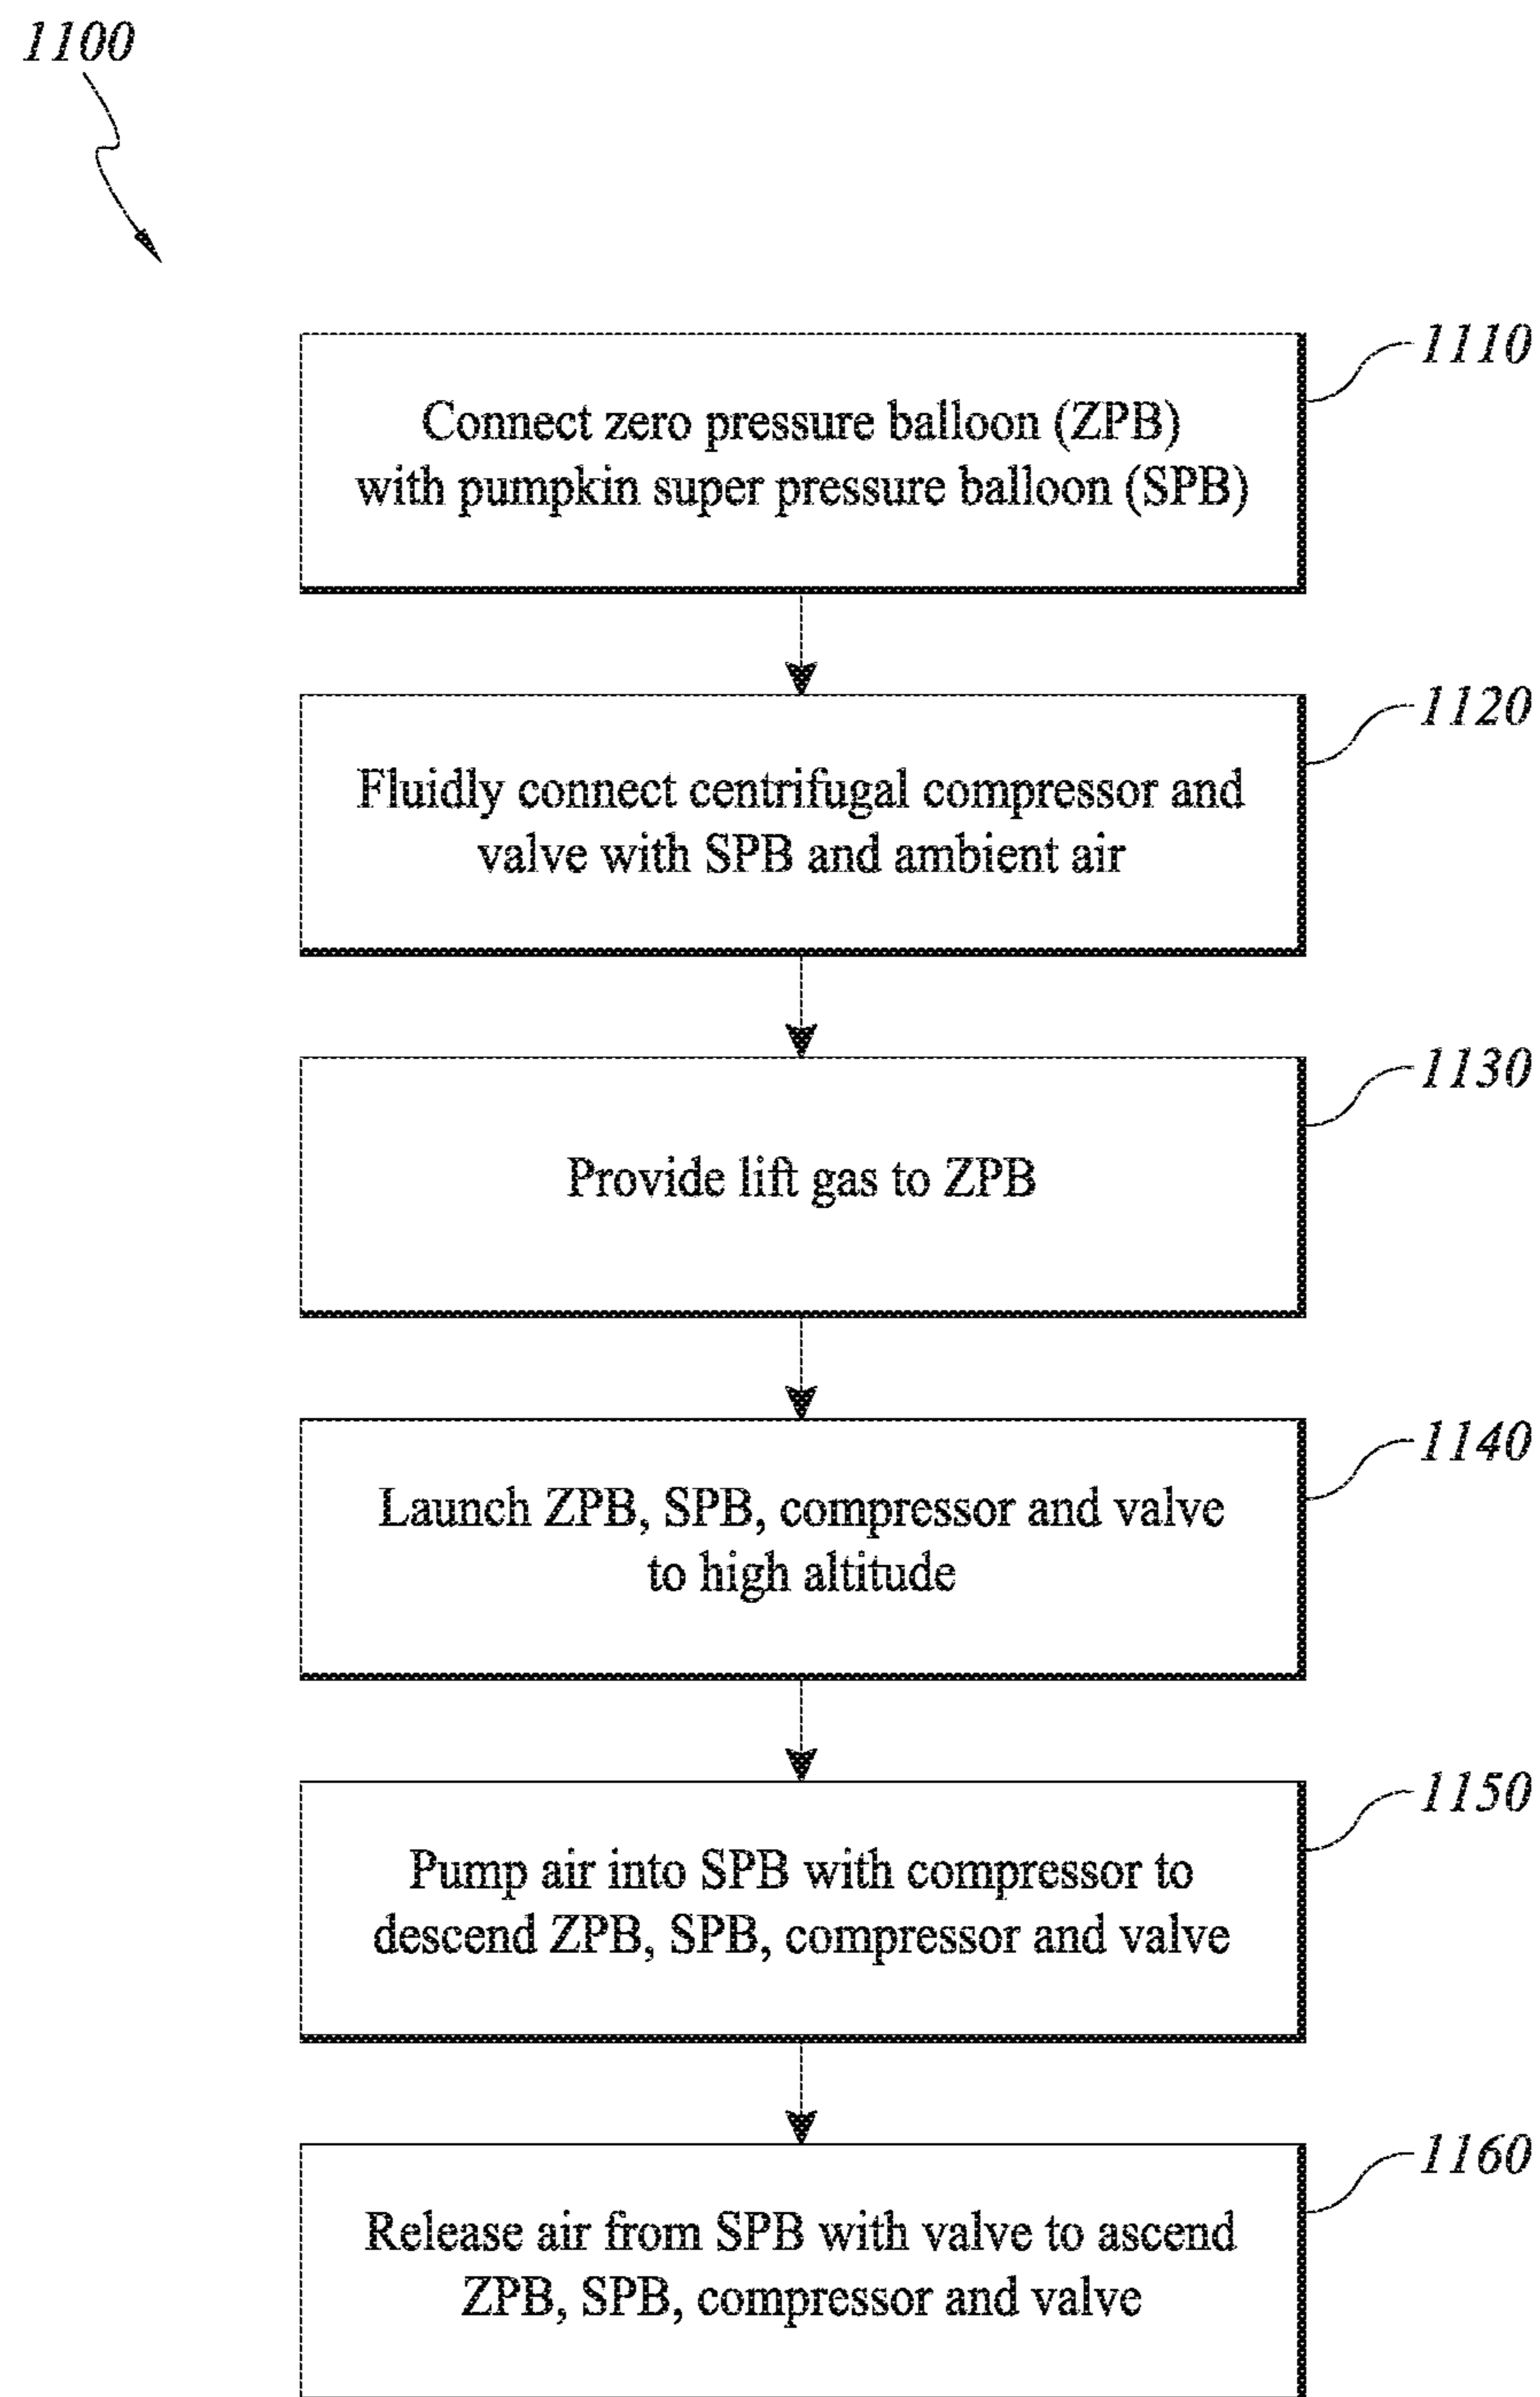 1100
1110
Connect zero pressure balloon (ZPB)
with pumpkin super pressure balloon (SPB)
1120
Fluidly connect centrifugal compressor and
valve with SPB and ambient air
1130
Provide lift gas to ZPB
1140
Launch ZPB, SPB, compressor and valve
to high altitude
1150
Pump air into SPB with compressor to
descend ZPB, SPB, compressor and valve
1160
Release air from SPB with valve to ascend
ZPB, SPB, compressor and valve